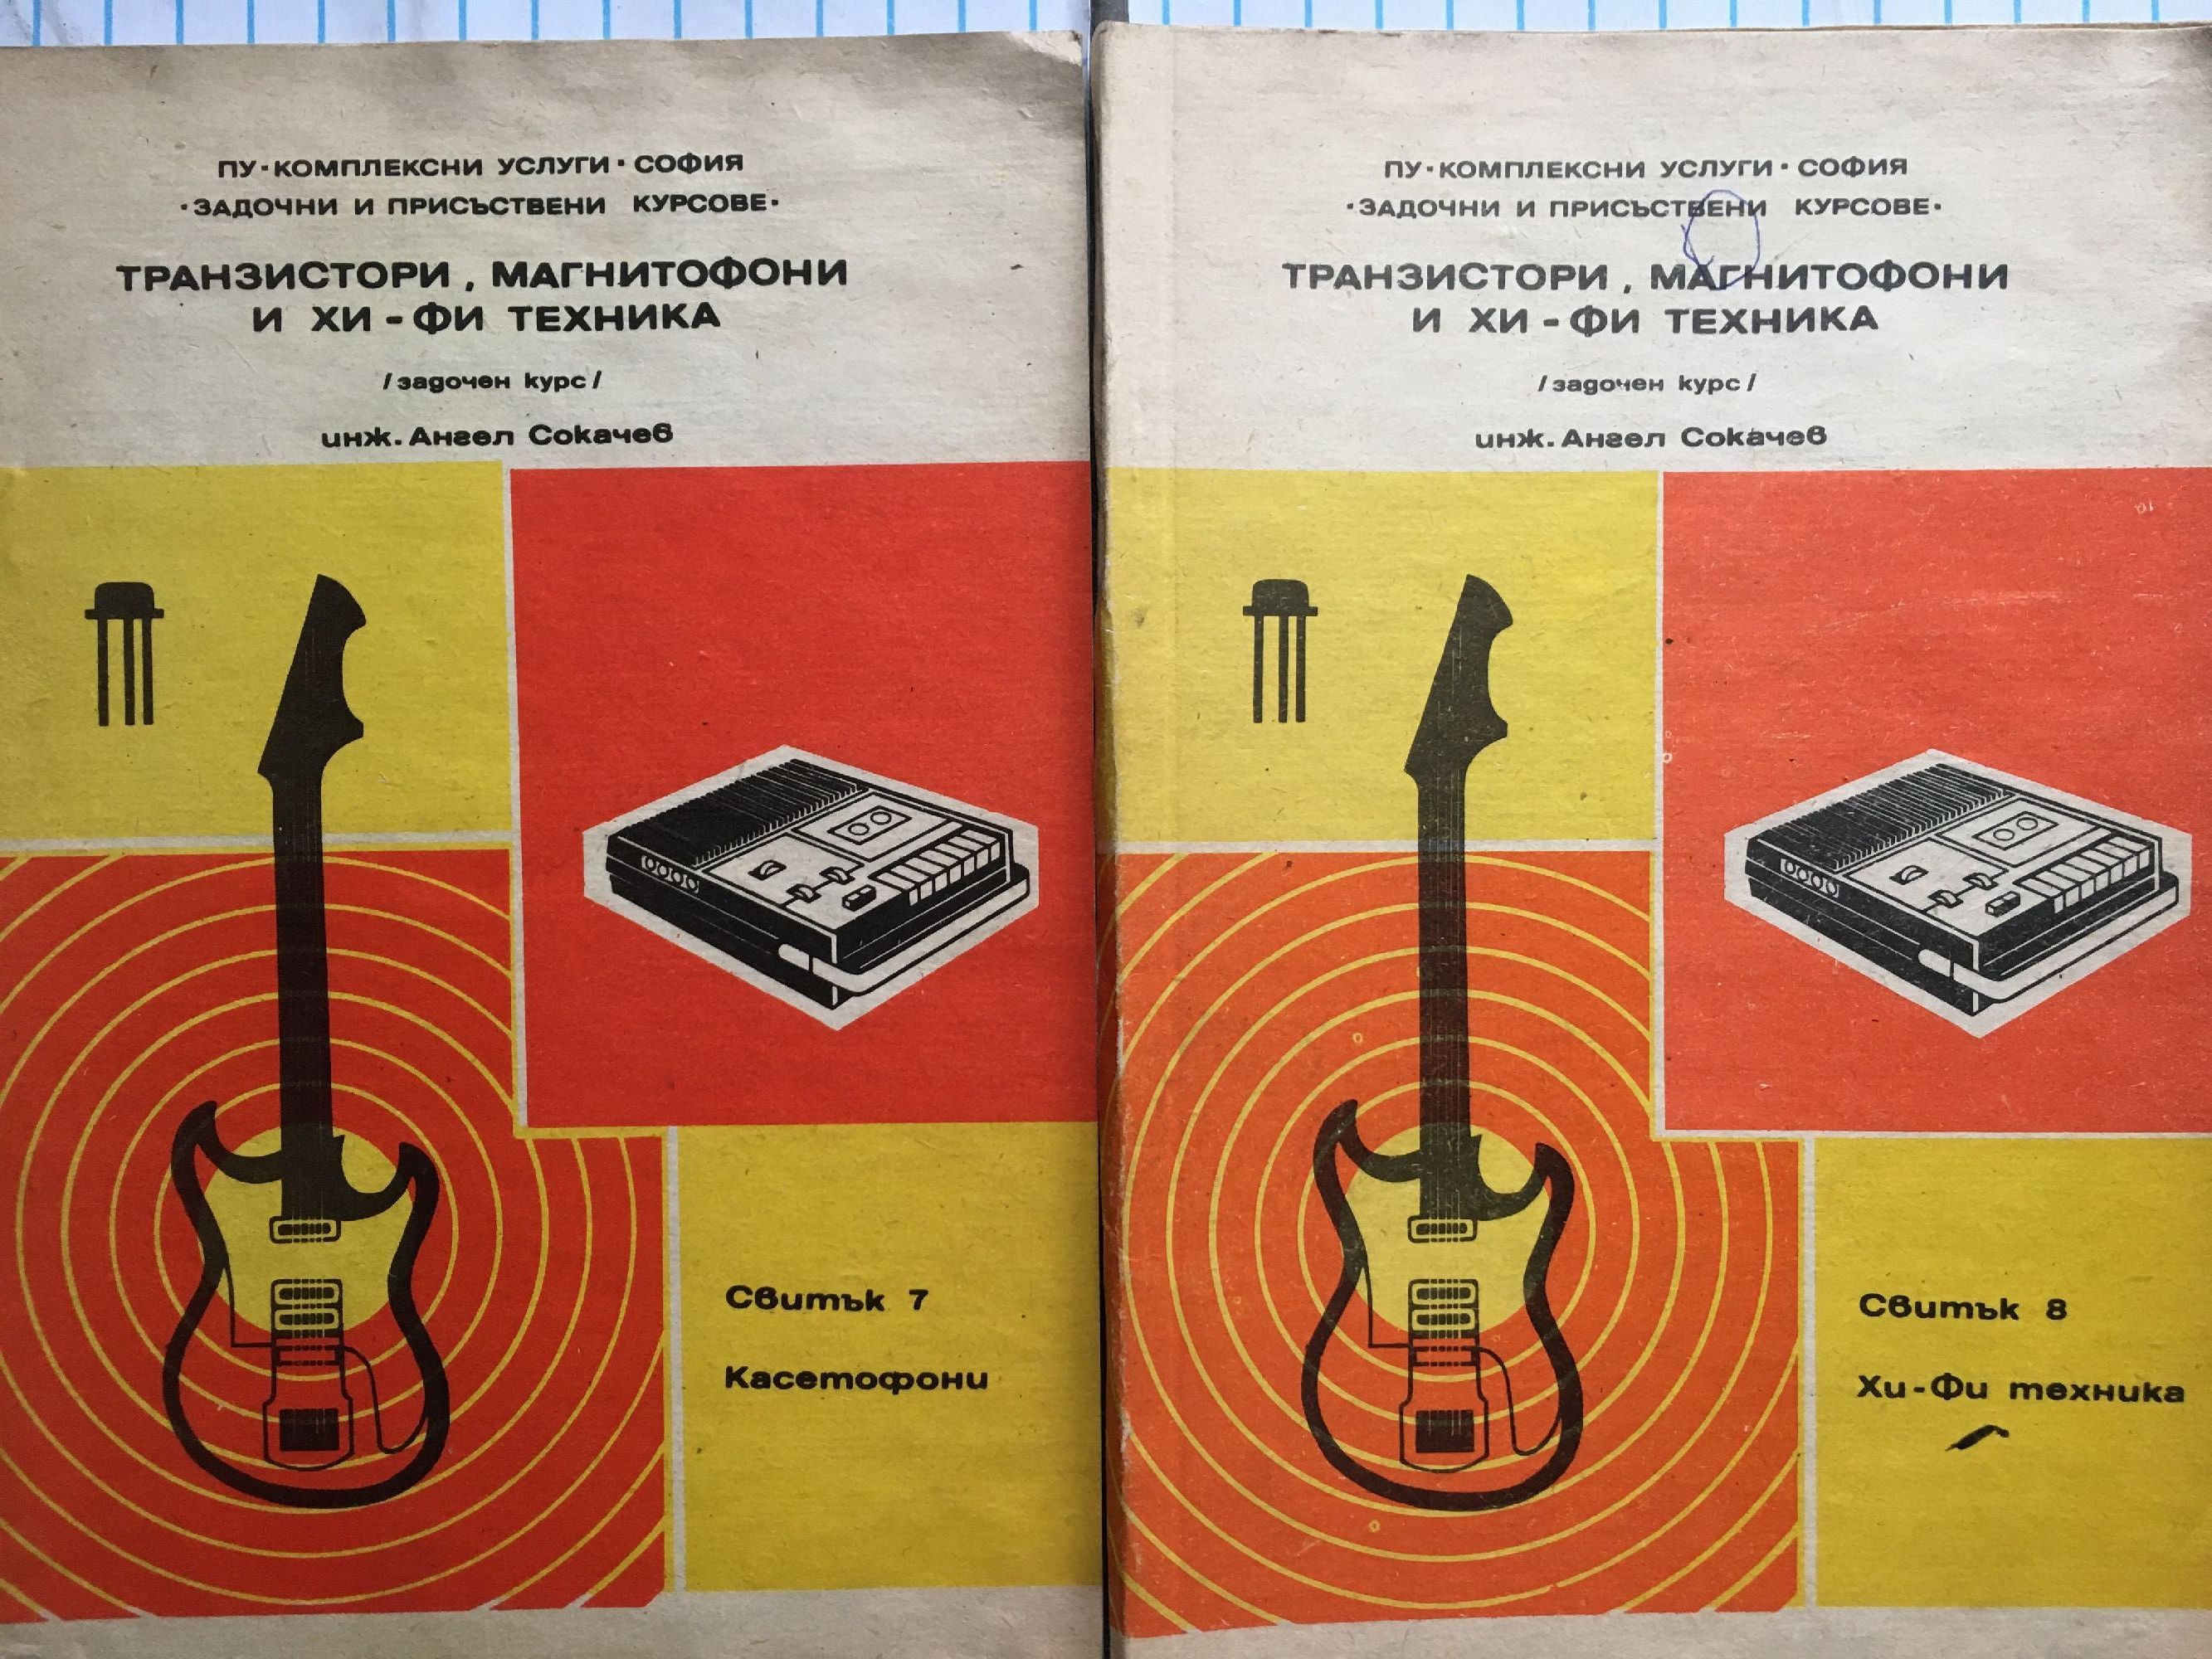 ПУ·КОМПЛЕКСНИ УСЛУГИ·СОФИЯ
·ЗАДОЧНИ И ПРИСЪСТВЕНИ КУРСОВЕ·
ТРАНЗИСТОРИ, МАГНИТОФОНИ
И ХИ-ФИ ТЕХНИКА
/задочен курс/
инж. Ангел Сокачев
Свитък 7
Касетофони
ПУ·КОМПЛЕКСНИ УСЛУГИ·СОФИЯ
·ЗАДОЧНИ И ПРИСЪСТВЕНИ КУРСОВЕ·
ТРАНЗИСТОРИ, МАГНИТОФОНИ
И ХИ-ФИ ТЕХНИКА
/задочен курс/
инж. Ангел Сокачев
Свитък 8
Хи-Фи техника